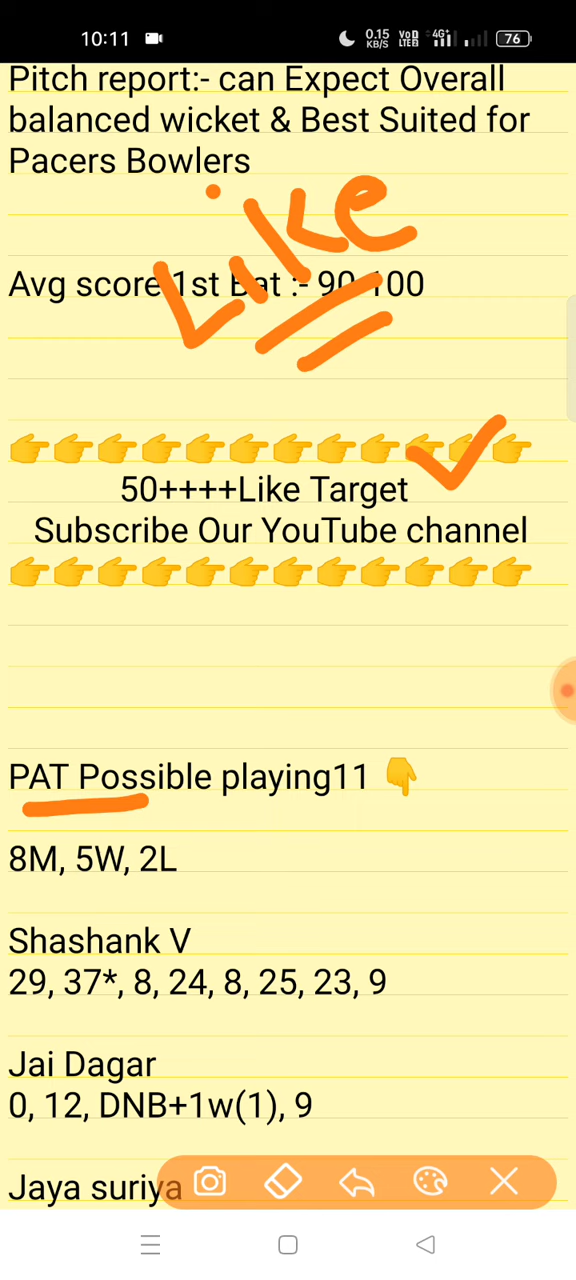 10:11 0.15 KB/S VoD LTE2 4G+ 76
Pitch report:- can Expect Overall
balanced wicket & Best Suited for
Pacers Bowlers
Like
Avg score 1st Bat :- 90-100
👉👉👉👉👉👉👉👉👉👉👉👉
50++++Like Target
Subscribe Our YouTube channel
👉👉👉👉👉👉👉👉👉👉👉👉
PAT Possible playing11 👇
8M, 5W, 2L
Shashank V
29, 37*, 8, 24, 8, 25, 23, 9
Jai Dagar
0, 12, DNB+1w(1), 9
Jaya suriya